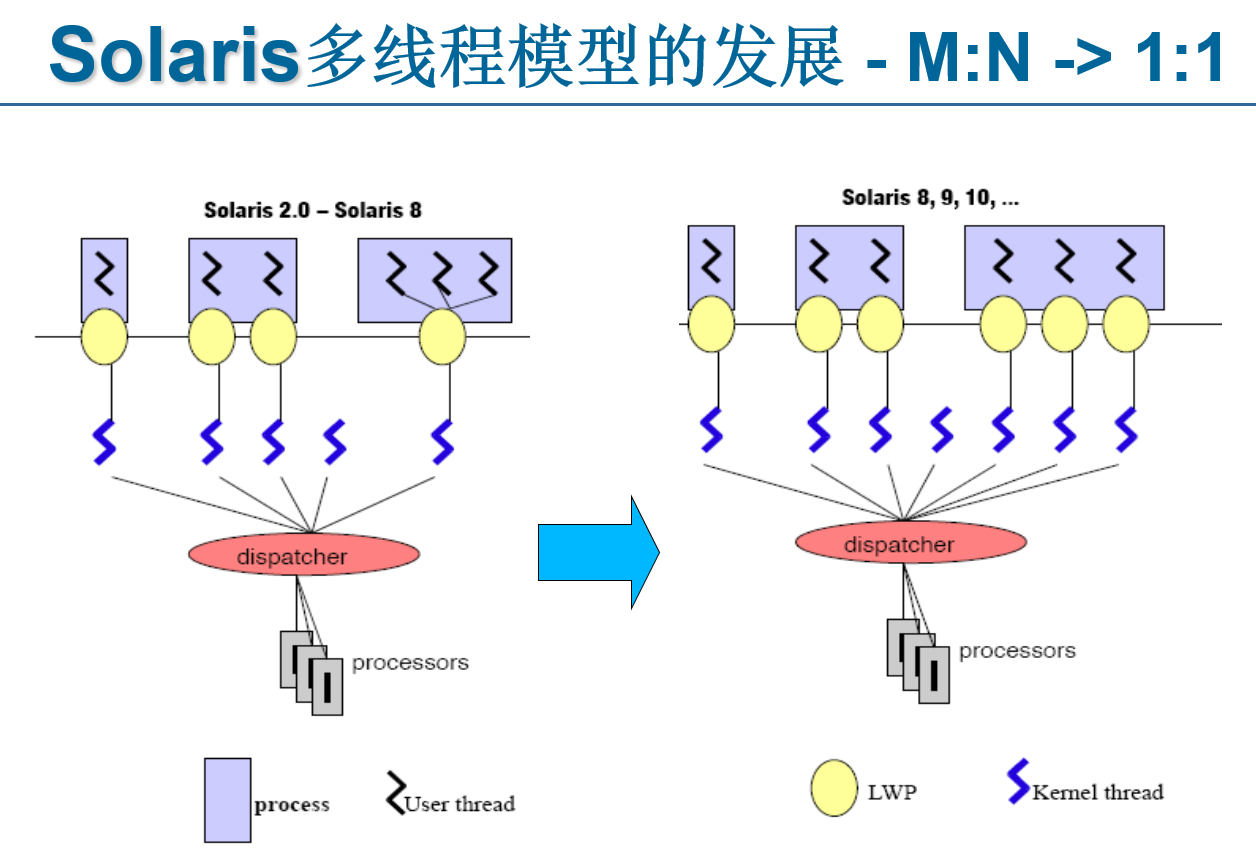 Solaris多线程模型的发展 - M:N -> 1:1
Solaris 2.0 – Solaris 8
Solaris 8, 9, 10, ...
dispatcher
dispatcher
processors
processors
process
User thread
LWP
Kernel thread